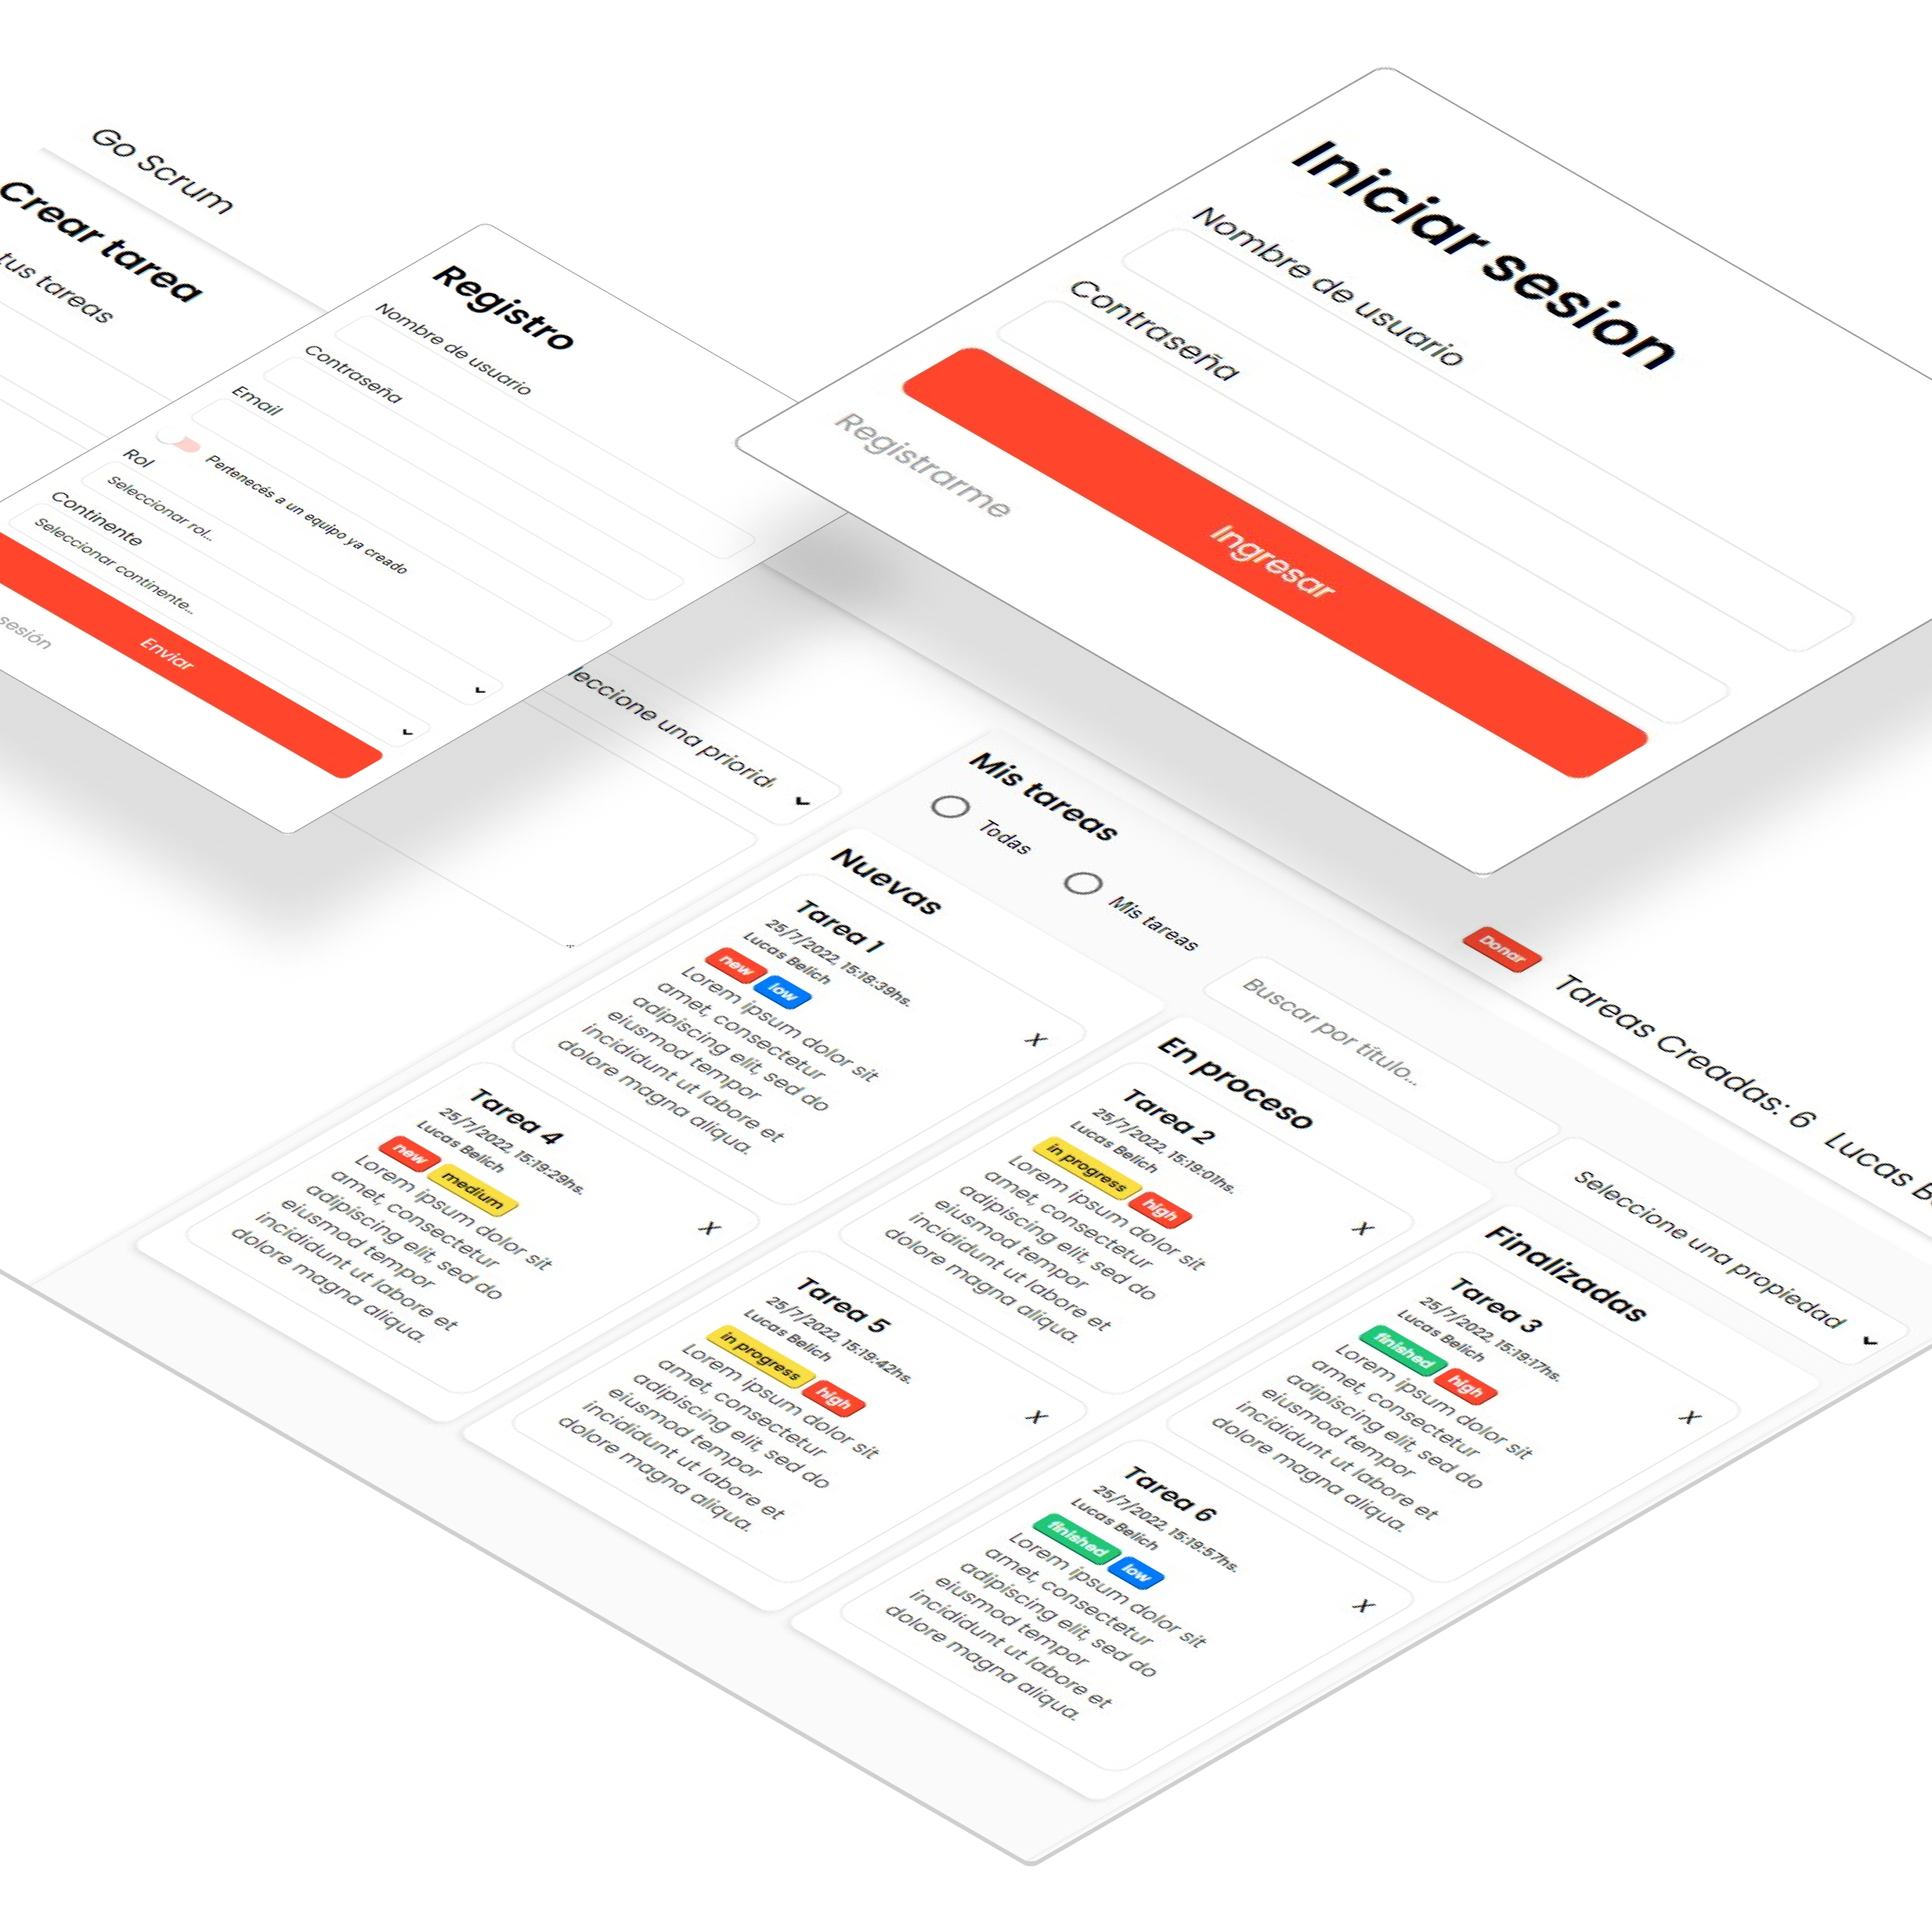 Go Scrum
Crear tarea
tus tareas
Registro
Nombre de usuario
Contraseña
Email
Pertenecés a un equipo ya creado
Rol
Seleccionar rol...
Continente
Seleccionar continente...
Enviar
sesión
Iniciar sesion
Nombre de usuario
Contraseña
Ingresar
Registrarme
una
Donar
Tareas Creadas: 6
Lucas
Mis tareas
Todas
Mis tareas
Buscar por título...
Seleccione una propiedad
Nuevas
Tarea 1
25/7/2022, 15:18:39hs.
Lucas Belich
new
low
X
Lorem ipsum dolor sit
amet, consectetur
adipiscing elit, sed do
eiusmod tempor
incididunt ut labore et
dolore magna aliqua.
Tarea 4
25/7/2022, 15:19:29hs.
Lucas Belich
new
medium
X
Lorem ipsum dolor sit
amet, consectetur
adipiscing elit, sed do
eiusmod tempor
incididunt ut labore et
dolore magna aliqua.
En proceso
Tarea 2
25/7/2022, 15:19:01hs.
Lucas Belich
in progress
high
X
Lorem ipsum dolor sit
amet, consectetur
adipiscing elit, sed do
eiusmod tempor
incididunt ut labore et
dolore magna aliqua.
Tarea 5
25/7/2022, 15:19:42hs.
Lucas Belich
in progress
high
X
Lorem ipsum dolor sit
amet, consectetur
adipiscing elit, sed do
eiusmod tempor
incididunt ut labore et
dolore magna aliqua.
Finalizadas
Tarea 3
25/7/2022, 15:19:17hs.
Lucas Belich
finished
high
X
Lorem ipsum dolor sit
amet, consectetur
adipiscing elit, sed do
eiusmod tempor
incididunt ut labore et
dolore magna aliqua.
Tarea 6
25/7/2022, 15:19:57hs.
Lucas Belich
finished
low
X
Lorem ipsum dolor sit
amet, consectetur
adipiscing elit, sed do
eiusmod tempor
incididunt ut labore et
dolore magna aliqua.